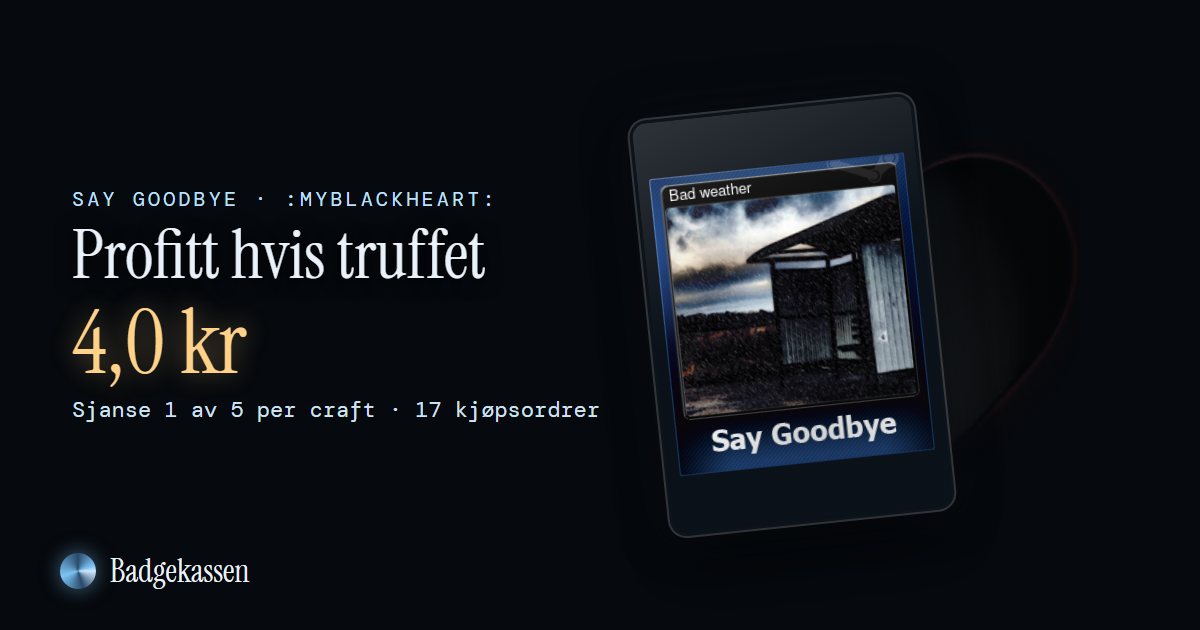 SAY GOODBYE · :MYBLACKHEART:
Profitt hvis truffet
4,0 kr
Sjanse 1 av 5 per craft · 17 kjøpsordrer
Badgekassen
Bad weather
Say Goodbye